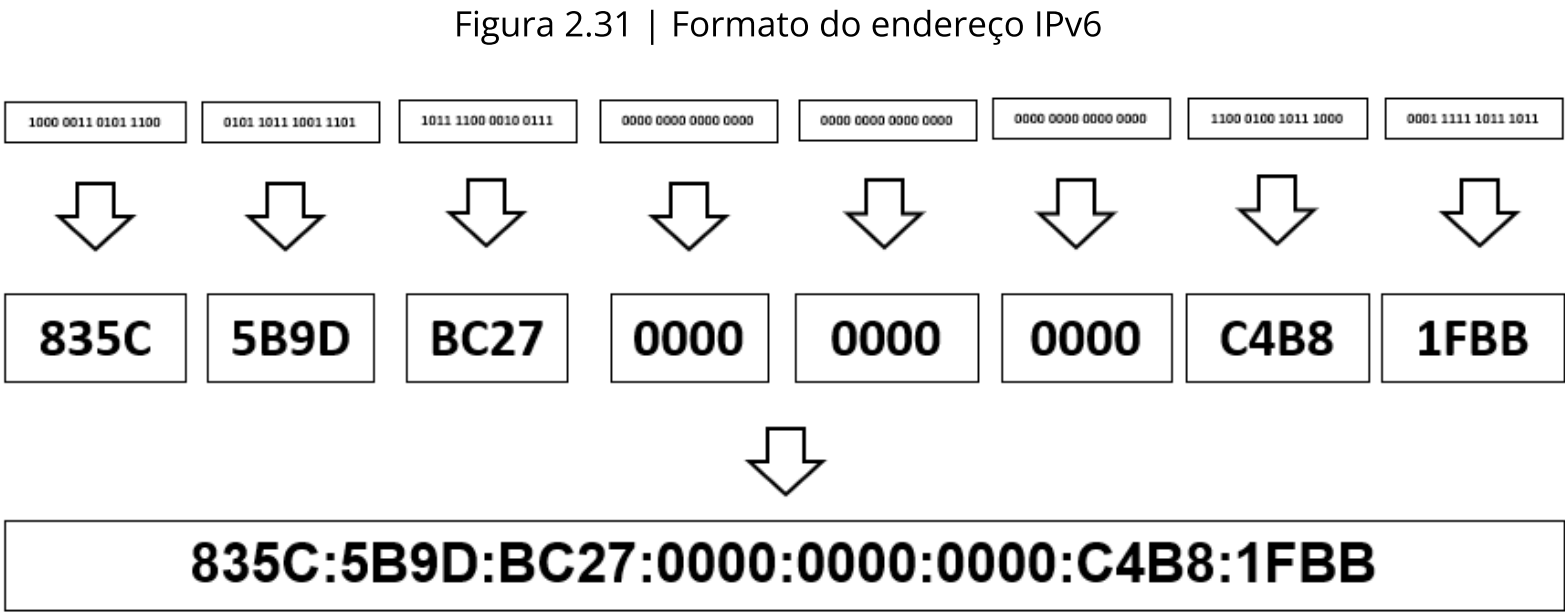 Figura 2.31 | Formato do endereço IPv6
1000 0011 0101 1100 0101 1011 1001 1101 1011 1100 0010 0111 0000 0000 0000 0000 0000 0000 0000 0000 0000 0000 0000 0000 1100 0100 1011 1000 0001 1111 1011 1011
835C 5B9D BC27 0000 0000 0000 C4B8 1FBB
835C:5B9D:BC27:0000:0000:0000:C4B8:1FBB